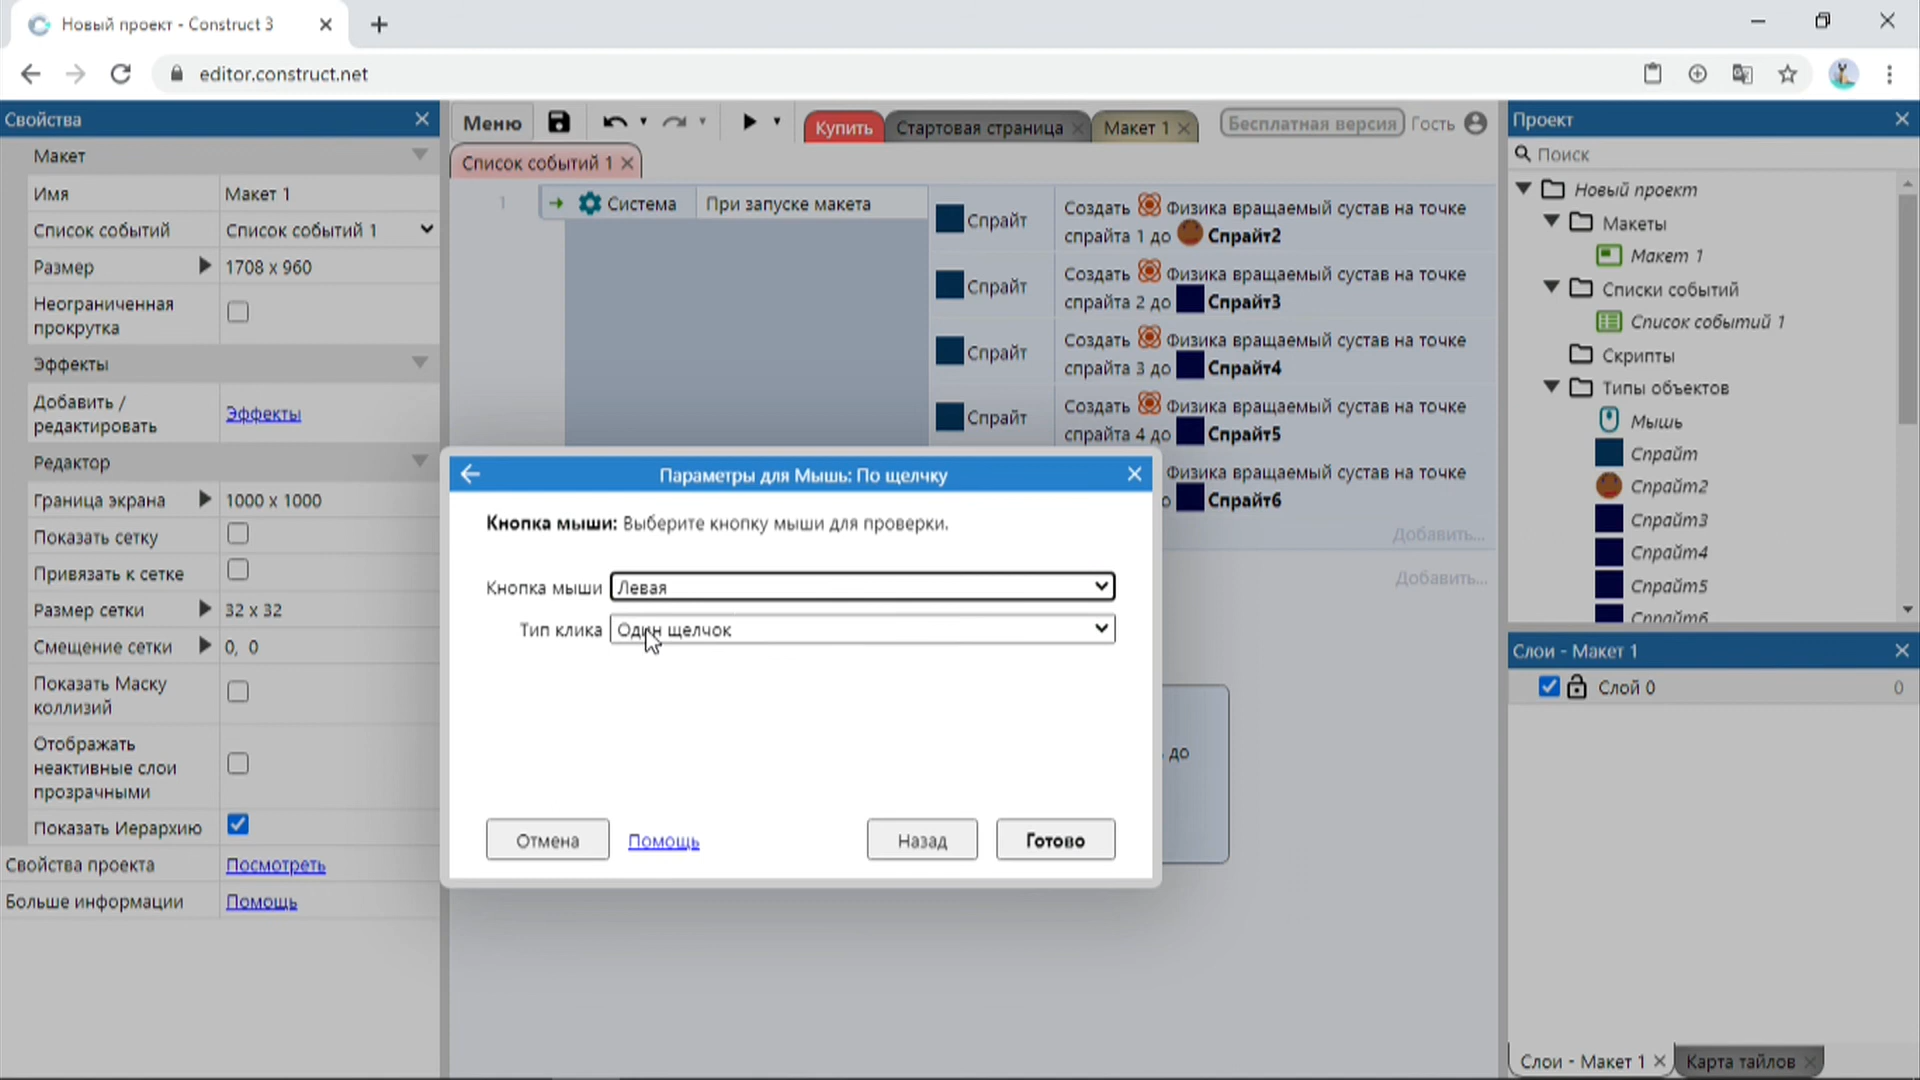 Новый проект - Construct 3
editor.construct.net
Свойства
Макет
Имя
Макет 1
Список событий
Список событий 1
Размер
1708 x 960
Неограниченная
прокрутка
Эффекты
Добавить /
редактировать
Эффекты
Редактор
Граница экрана
1000 x 1000
Показать сетку
Привязать к сетке
Размер сетки
32 x 32
Смещение сетки
0, 0
Показать Маску
коллизий
Отображать
неактивные слои
прозрачными
Показать Иерархию
Свойства проекта
Посмотреть
Больше информации
Помощь
Меню
Купить
Стартовая страница
Макет 1
Бесплатная версия
Гость
Список событий 1
1
Система
При запуске макета
Спрайт
Создать Физика вращаемый сустав на точке
спрайта 1 до Спрайт2
Спрайт
Создать Физика вращаемый сустав на точке
спрайта 2 до Спрайт3
Спрайт
Создать Физика вращаемый сустав на точке
спрайта 3 до Спрайт4
Спрайт
Создать Физика вращаемый сустав на точке
спрайта 4 до Спрайт5
Физика вращаемый сустав на точке
Спрайт6
Добавить...
Добавить...
до
Параметры для Мышь: По щелчку
Кнопка мыши: Выберите кнопку мыши для проверки.
Кнопка мыши
Левая
Тип клика
Один щелчок
Отмена
Помощь
Назад
Готово
Проект
Поиск
Новый проект
Макеты
Макет 1
Списки событий
Список событий 1
Скрипты
Типы объектов
Мышь
Спрайт
Спрайт2
Спрайт3
Спрайт4
Спрайт5
Спрайт6
Слои - Макет 1
Слой 0
0
Слои - Макет 1
Карта тайлов